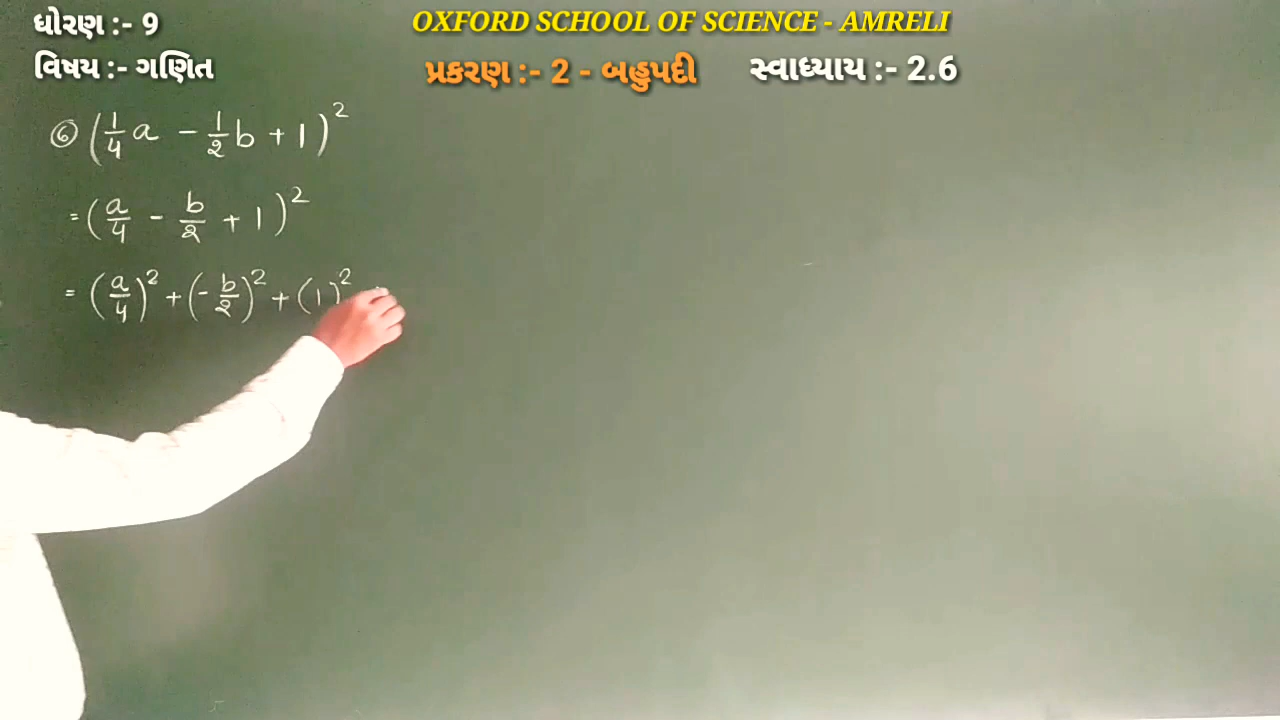 ધોરણ :- 9
OXFORD SCHOOL OF SCIENCE - AMRELI
વિષય :- ગણિત
પ્રકરણ :- 2 - બહુપદી
સ્વાધ્યાય :- 2.6
⑥ (1/4 a - 1/2 b + 1)²
= (a/4 - b/2 + 1)²
= (a/4)² + (-b/2)² + (1)²